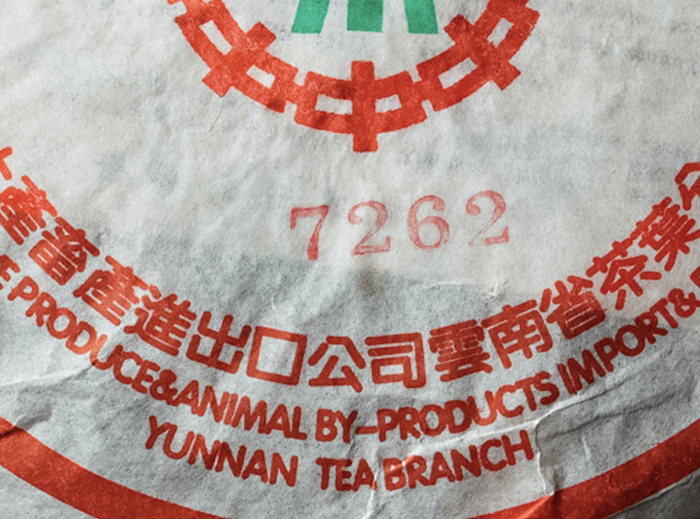 中
7262
產畜產進出口公司雲南省茶葉分
E PRODUCE&ANIMAL BY-PRODUCTS IMPORT&
YUNNAN TEA BRANCH